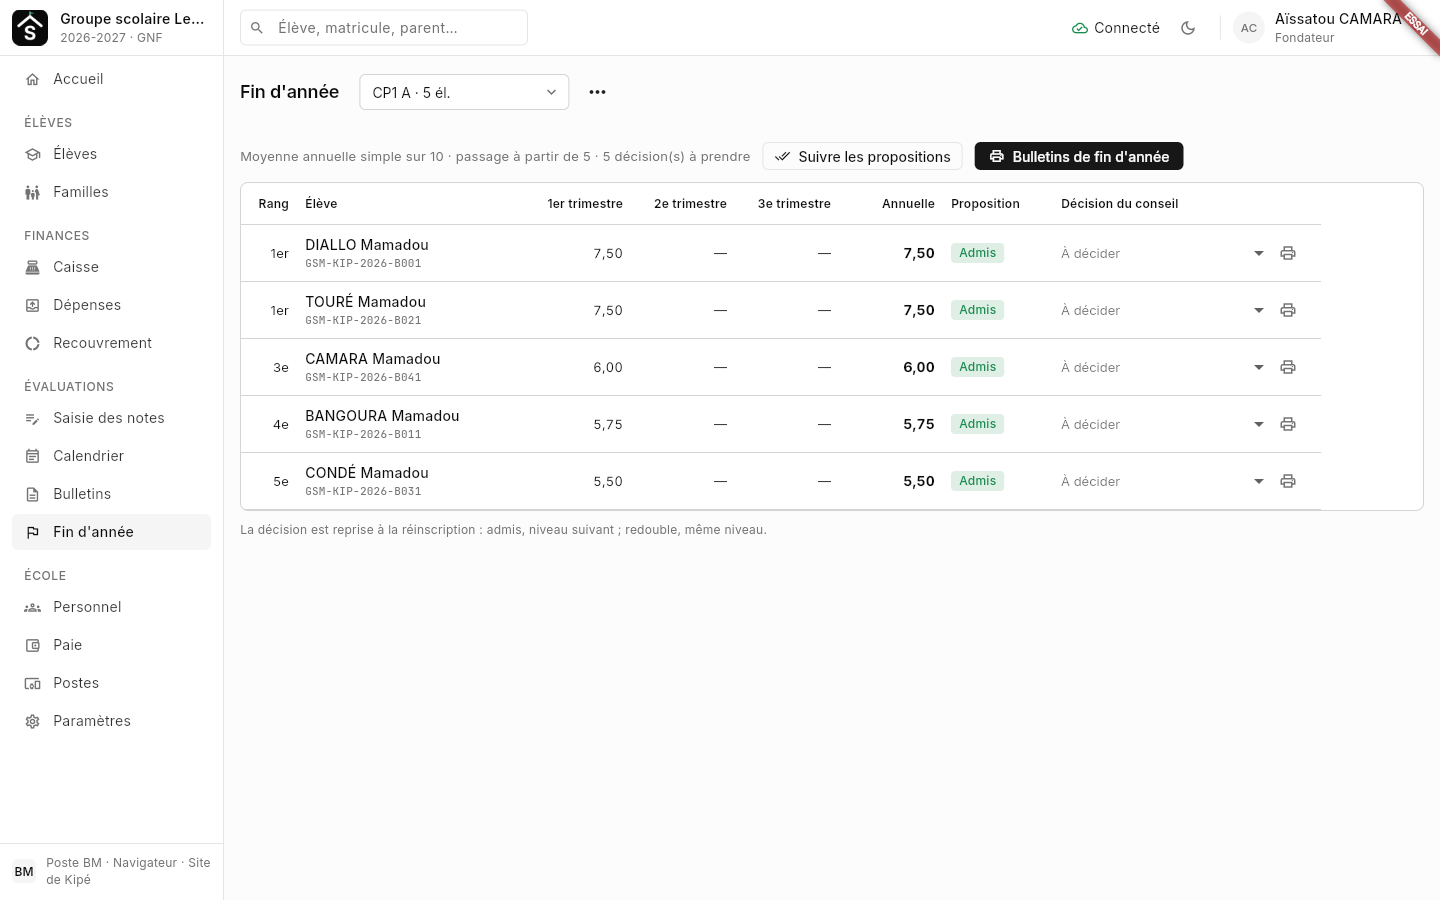 Groupe scolaire Le...
2026-2027 · GNF
Élève, matricule, parent...
Connecté
AC
Aïssatou CAMARA
Fondateur
ESSAI
Accueil
ÉLÈVES
Élèves
Familles
FINANCES
Caisse
Dépenses
Recouvrement
ÉVALUATIONS
Saisie des notes
Calendrier
Bulletins
Fin d'année
ÉCOLE
Personnel
Paie
Postes
Paramètres
BM
Poste BM · Navigateur · Site
de Kipé
Fin d'année
CP1 A · 5 él.
Moyenne annuelle simple sur 10 · passage à partir de 5 · 5 décision(s) à prendre
Suivre les propositions
Bulletins de fin d'année
Rang Élève 1er trimestre 2e trimestre 3e trimestre Annuelle Proposition Décision du conseil
1er DIALLO Mamadou 7,50 — — 7,50 Admis À décider
GSM-KIP-2026-B001
1er TOURÉ Mamadou 7,50 — — 7,50 Admis À décider
GSM-KIP-2026-B021
3e CAMARA Mamadou 6,00 — — 6,00 Admis À décider
GSM-KIP-2026-B041
4e BANGOURA Mamadou 5,75 — — 5,75 Admis À décider
GSM-KIP-2026-B011
5e CONDÉ Mamadou 5,50 — — 5,50 Admis À décider
GSM-KIP-2026-B031
La décision est reprise à la réinscription : admis, niveau suivant ; redouble, même niveau.